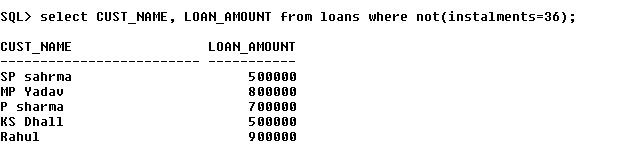 SQL> select CUST_NAME, LOAN_AMOUNT from loans where not(instalments=36);
CUST_NAME LOAN_AMOUNT
------------------------- -----------
SP sahrma 500000
MP Yadav 800000
P sharma 700000
KS Dhall 500000
Rahul 900000